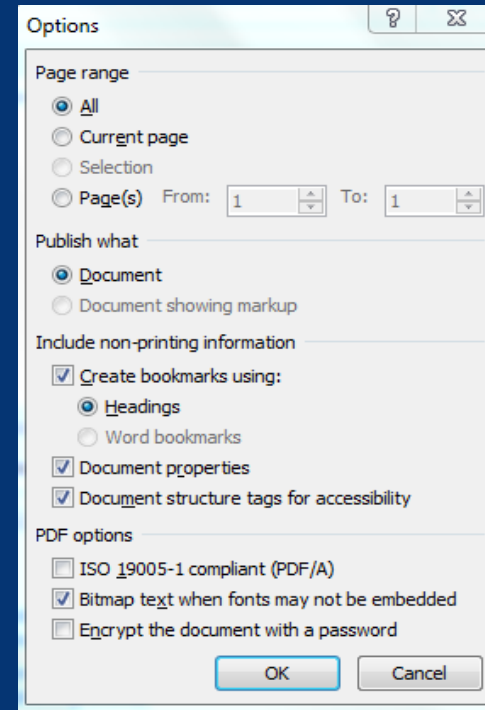 Options
Page range
All
Current page
Selection
Page(s) From: 1 To: 1
Publish what
Document
Document showing markup
Include non-printing information
Create bookmarks using:
Headings
Word bookmarks
Document properties
Document structure tags for accessibility
PDF options
ISO 19005-1 compliant (PDF/A)
Bitmap text when fonts may not be embedded
Encrypt the document with a password
OK Cancel